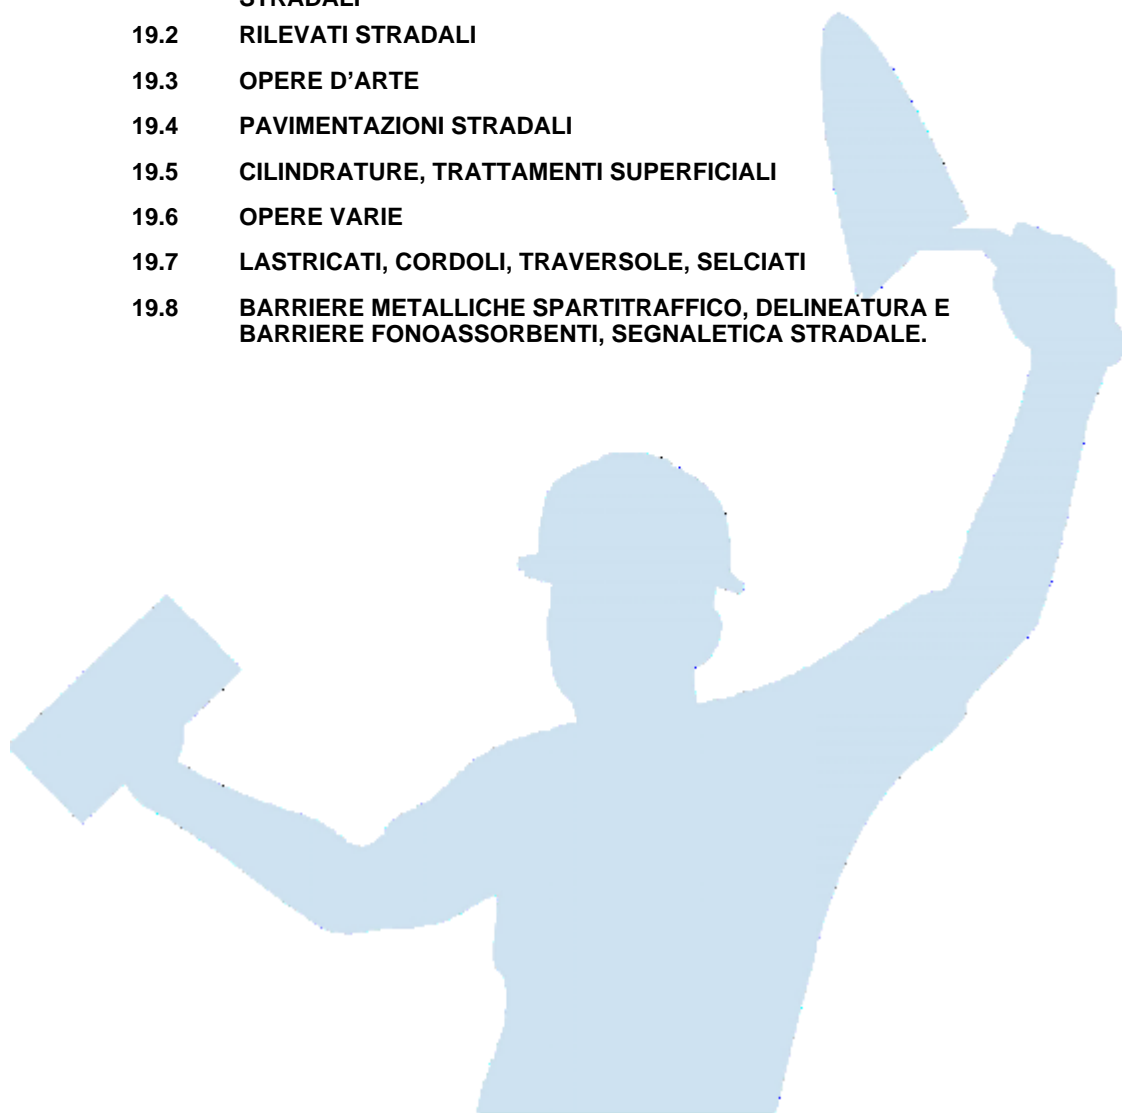 STRADALI
19.2 RILEVATI STRADALI
19.3 OPERE D’ARTE
19.4 PAVIMENTAZIONI STRADALI
19.5 CILINDRATURE, TRATTAMENTI SUPERFICIALI
19.6 OPERE VARIE
19.7 LASTRICATI, CORDOLI, TRAVERSOLE, SELCIATI
19.8 BARRIERE METALLICHE SPARTITRAFFICO, DELINEATURA E
BARRIERE FONOASSORBENTI, SEGNALETICA STRADALE.